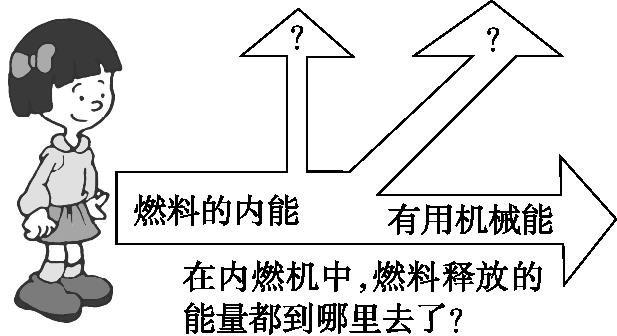 ?
?
燃料的内能
有用机械能
在内燃机中,燃料释放的
能量都到哪里去了?